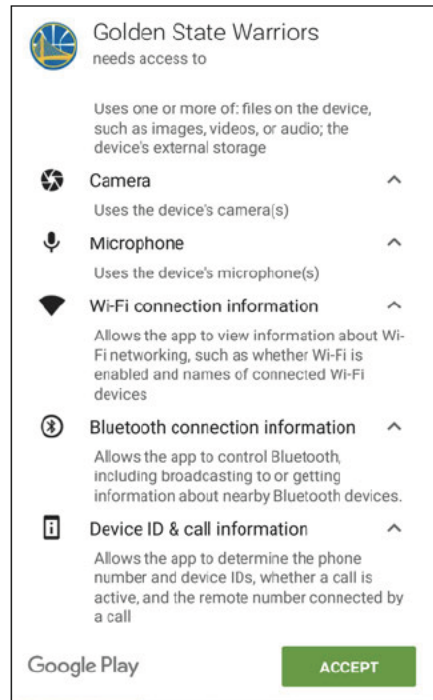 Golden State Warriors
needs access to
Uses one or more of: files on the device,
such as images, videos, or audio; the
device's external storage
Camera
Uses the device's camera(s)
Microphone
Uses the device's microphone(s)
Wi-Fi connection information
Allows the app to view information about Wi-
Fi networking, such as whether Wi-Fi is
enabled and names of connected Wi-Fi
devices
Bluetooth connection information
Allows the app to control Bluetooth,
including broadcasting to or getting
information about nearby Bluetooth devices.
Device ID & call information
Allows the app to determine the phone
number and device IDs, whether a call is
active, and the remote number connected by
a call
Google Play
ACCEPT